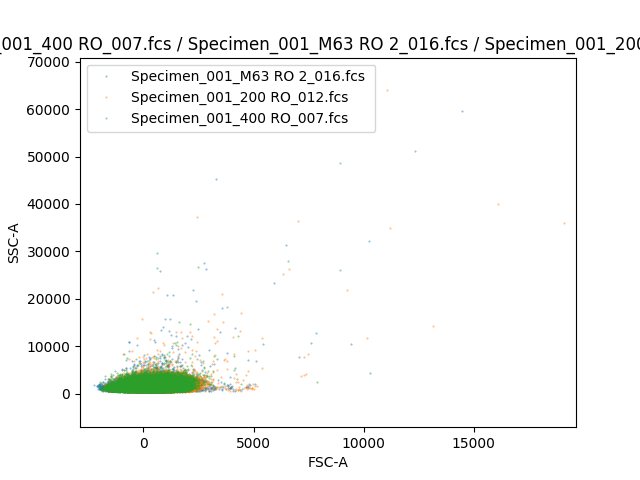 _001_400 RO_007.fcs / Specimen_001_M63 RO 2_016.fcs / Specimen_001_200
Specimen_001_M63 RO 2_016.fcs
Specimen_001_200 RO_012.fcs
Specimen_001_400 RO_007.fcs
SSC-A
70000
60000
50000
40000
30000
20000
10000
0
0 5000 10000 15000
FSC-A